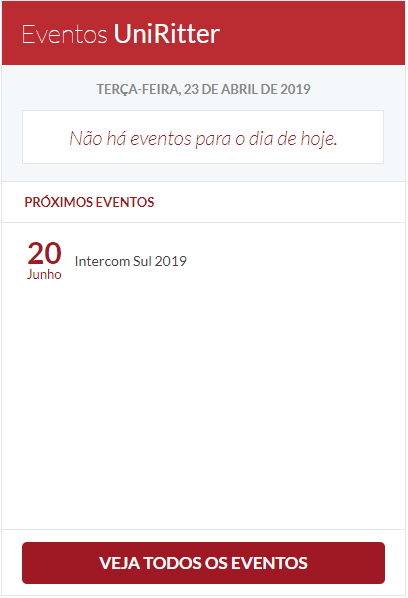 Eventos UniRitter
TERÇA-FEIRA, 23 DE ABRIL DE 2019
Não há eventos para o dia de hoje.
PRÓXIMOS EVENTOS
20
Junho
Intercom Sul 2019
VEJA TODOS OS EVENTOS